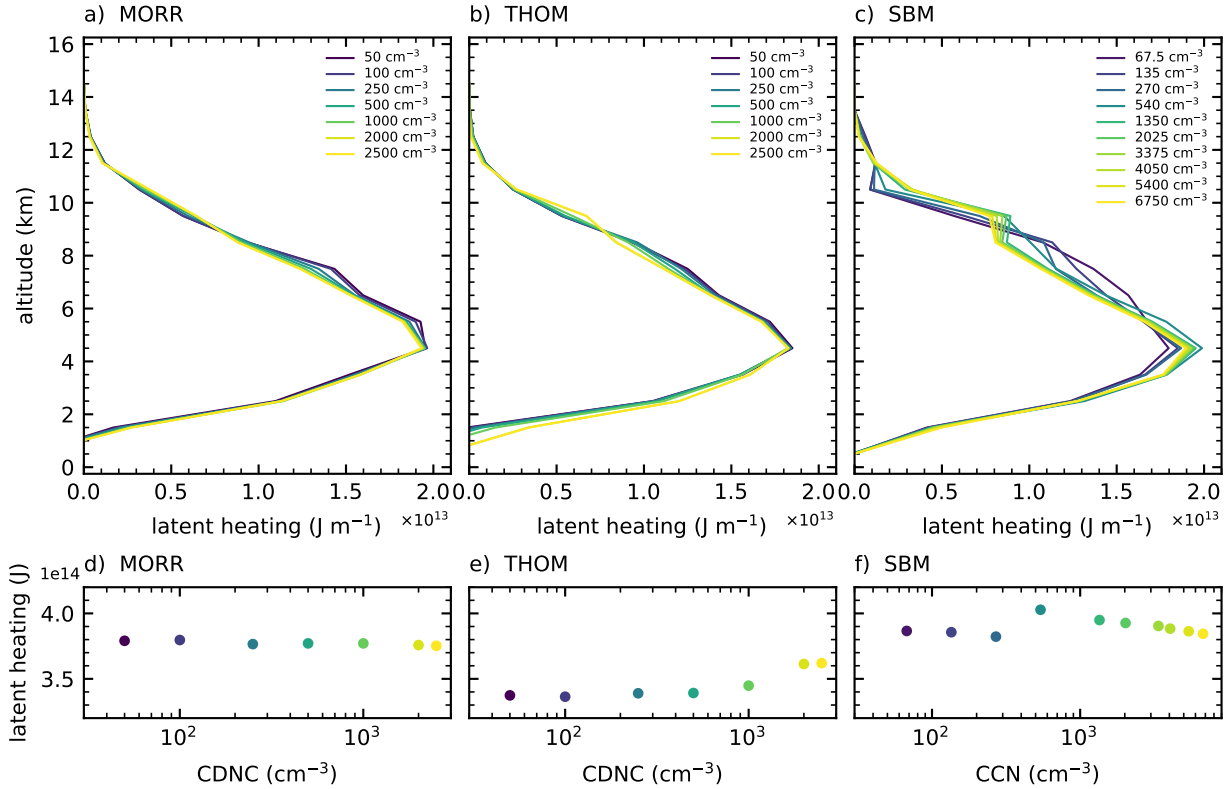 a)  MORR
b)  THOM
c)  SBM
16
14
12
10
8
6
4
2
0
altitude (km)
50 cm⁻³
100 cm⁻³
250 cm⁻³
500 cm⁻³
1000 cm⁻³
2000 cm⁻³
2500 cm⁻³
50 cm⁻³
100 cm⁻³
250 cm⁻³
500 cm⁻³
1000 cm⁻³
2000 cm⁻³
2500 cm⁻³
67.5 cm⁻³
135 cm⁻³
270 cm⁻³
540 cm⁻³
1350 cm⁻³
2025 cm⁻³
3375 cm⁻³
4050 cm⁻³
5400 cm⁻³
6750 cm⁻³
0.0 0.5 1.0 1.5 2.0
0.0 0.5 1.0 1.5 2.0
0.0 0.5 1.0 1.5 2.0
latent heating (J m⁻¹) ×10¹³
latent heating (J m⁻¹) ×10¹³
latent heating (J m⁻¹) ×10¹³
d)  MORR
e)  THOM
f)  SBM
1e14
4.0
3.5
latent heating (J)
10² 10³
10² 10³
10² 10³
CDNC (cm⁻³)
CDNC (cm⁻³)
CCN (cm⁻³)